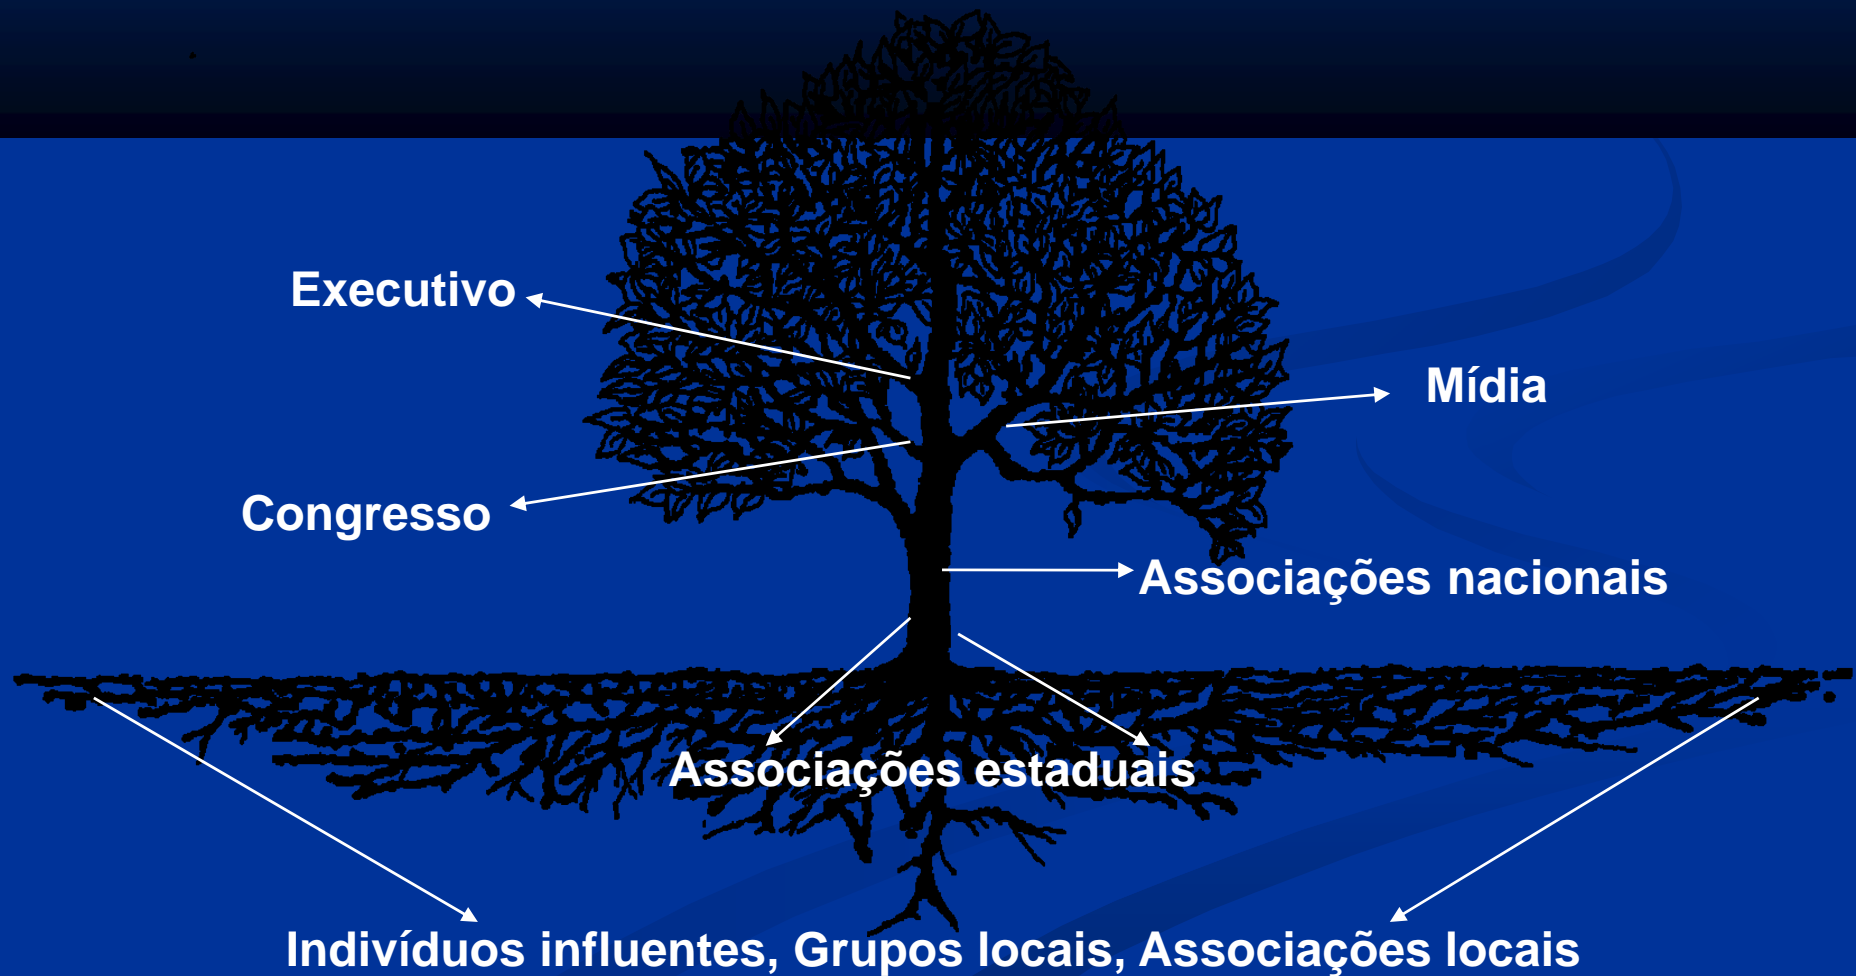 Executivo
Mídia
Congresso
Associações nacionais
Associações estaduais
Indivíduos influentes, Grupos locais, Associações locais